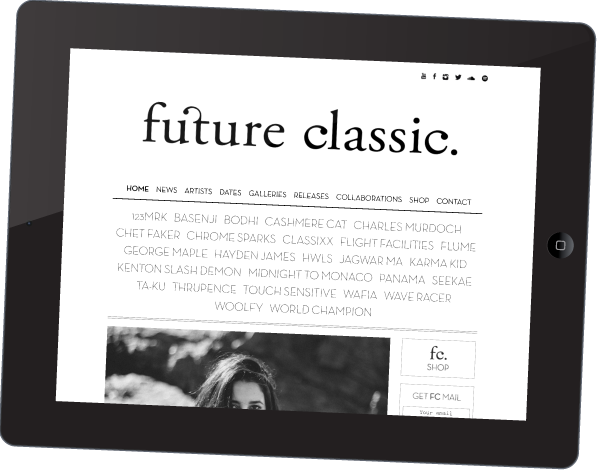 future classic.
HOME NEWS ARTISTS DATES GALLERIES RELEASES COLLABORATIONS SHOP CONTACT
123MRK BASENJI BODHI CASHMERE CAT CHARLES MURDOCH
CHET FAKER CHROME SPARKS CLASSIXX FLIGHT FACILITIES FLUME
GEORGE MAPLE HAYDEN JAMES HWLS JAGWAR MA KARMA KID
KENTON SLASH DEMON MIDNIGHT TO MONACO PANAMA SEEKAE
TA-KU THRUPENCE TOUCH SENSITIVE WAFIA WAVE RACER
WOOLFY WORLD CHAMPION
fc.
SHOP
GET FC MAIL
Your email